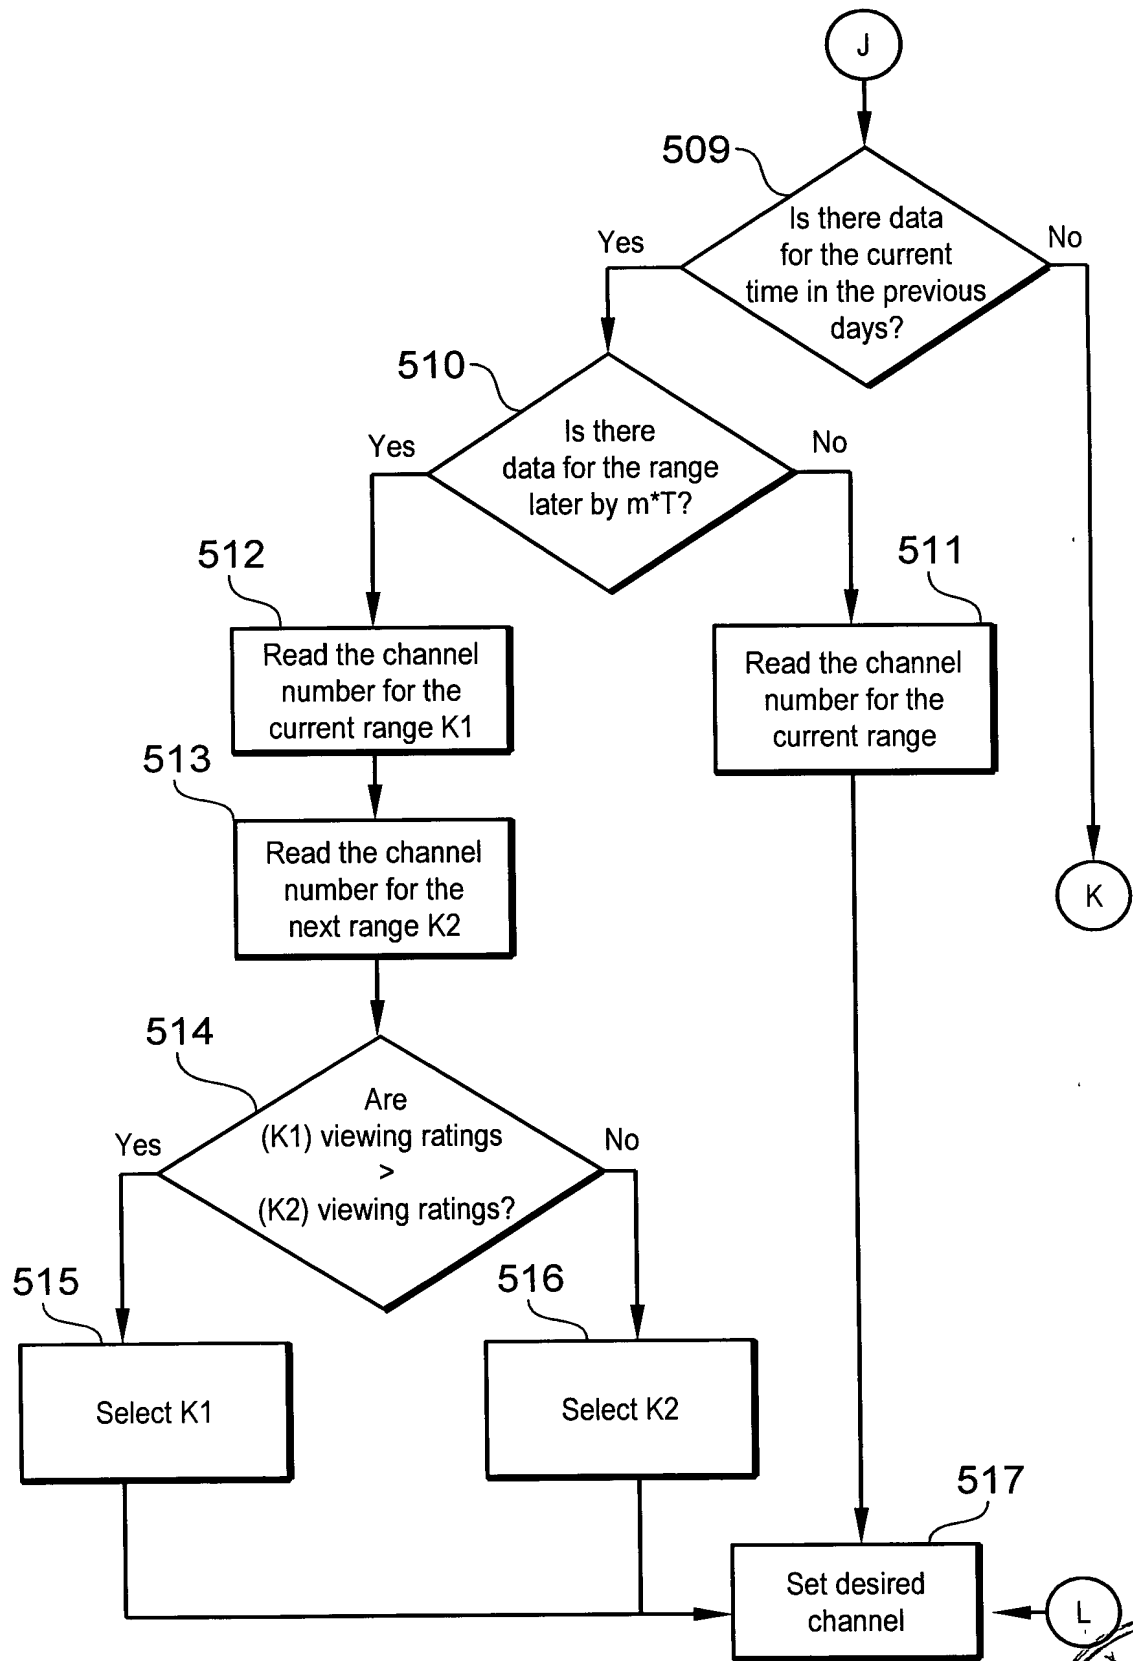 J
509
Is there data
for the current
time in the previous
days?
Yes
No
510
Is there
data for the range
later by m*T?
Yes
No
512
Read the channel
number for the
current range K1
511
Read the channel
number for the
current range
513
Read the channel
number for the
next range K2
K
514
Are
(K1) viewing ratings
>
(K2) viewing ratings?
Yes
No
515
Select K1
516
Select K2
517
Set desired
channel
L